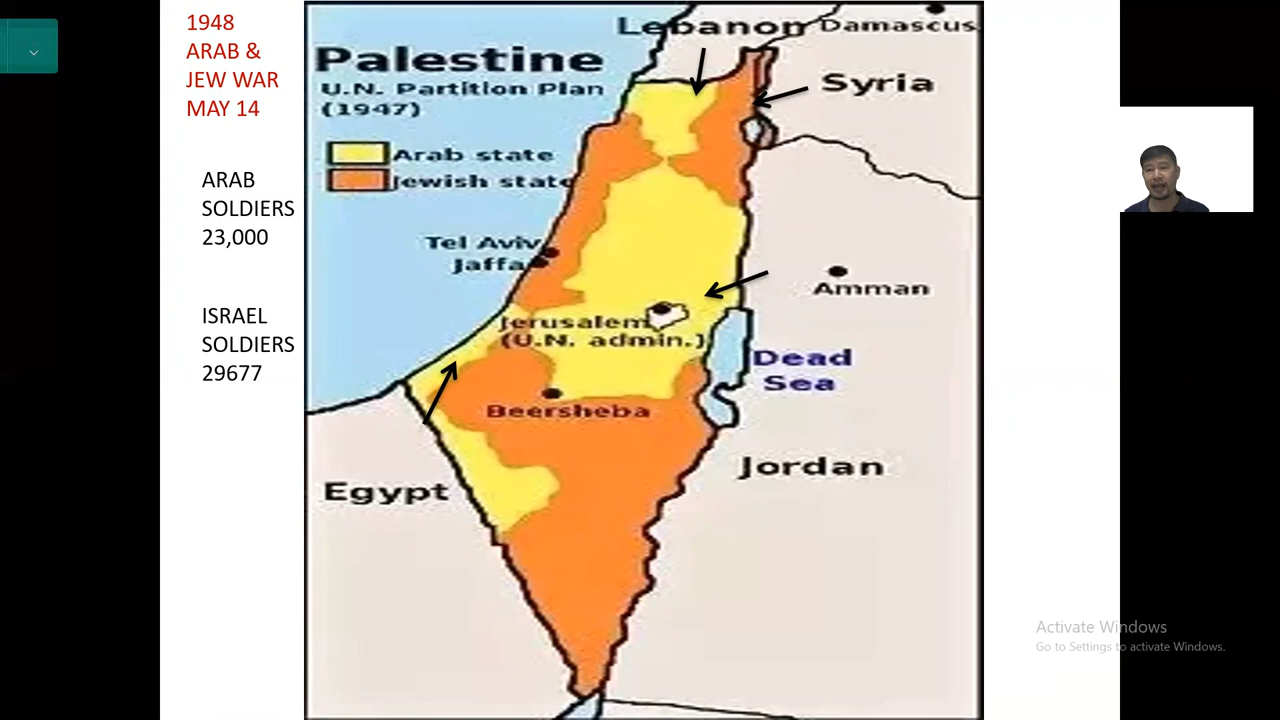 1948
ARAB &
JEW WAR
MAY 14
ARAB
SOLDIERS
23,000
ISRAEL
SOLDIERS
29677
Palestine
U.N. Partition Plan
(1947)
Arab state
Jewish state
Lebanon
Damascus
Syria
Tel Aviv
Jaffa
Amman
Jerusalem
(U.N. admin.)
Dead
Sea
Beersheba
Jordan
Egypt
Activate Windows
Go to Settings to activate Windows.